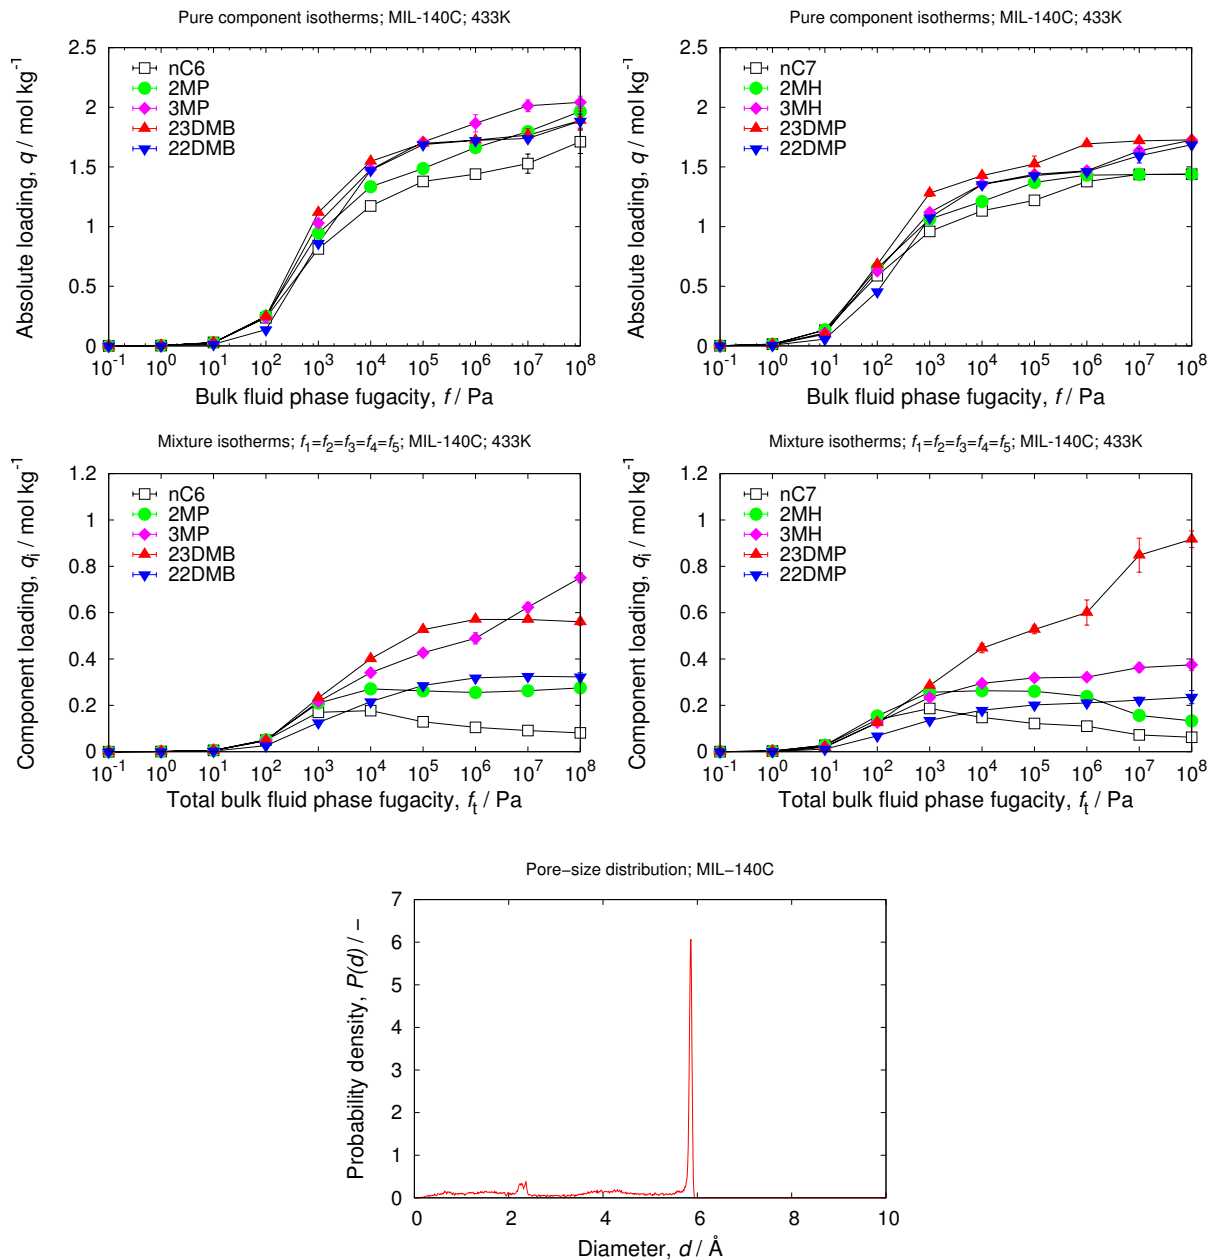 Pure component isotherms; MIL-140C; 433K
2.5
2
1.5
1
0.5
0
Absolute loading, q / mol kg⁻¹
nC6
2MP
3MP
23DMB
22DMB
10⁻¹ 10⁰ 10¹ 10² 10³ 10⁴ 10⁵ 10⁶ 10⁷ 10⁸
Bulk fluid phase fugacity, f / Pa
Pure component isotherms; MIL-140C; 433K
2.5
2
1.5
1
0.5
0
Absolute loading, q / mol kg⁻¹
nC7
2MH
3MH
23DMP
22DMP
10⁻¹ 10⁰ 10¹ 10² 10³ 10⁴ 10⁵ 10⁶ 10⁷ 10⁸
Bulk fluid phase fugacity, f / Pa
Mixture isotherms; f₁=f₂=f₃=f₄=f₅; MIL-140C; 433K
1.2
1
0.8
0.6
0.4
0.2
0
Component loading, qᵢ / mol kg⁻¹
nC6
2MP
3MP
23DMB
22DMB
10⁻¹ 10⁰ 10¹ 10² 10³ 10⁴ 10⁵ 10⁶ 10⁷ 10⁸
Total bulk fluid phase fugacity, fₜ / Pa
Mixture isotherms; f₁=f₂=f₃=f₄=f₅; MIL-140C; 433K
1.2
1
0.8
0.6
0.4
0.2
0
Component loading, qᵢ / mol kg⁻¹
nC7
2MH
3MH
23DMP
22DMP
10⁻¹ 10⁰ 10¹ 10² 10³ 10⁴ 10⁵ 10⁶ 10⁷ 10⁸
Total bulk fluid phase fugacity, fₜ / Pa
Pore−size distribution; MIL−140C
7
6
5
4
3
2
1
0
Probability density, P(d) / −
0 2 4 6 8 10
Diameter, d / Å